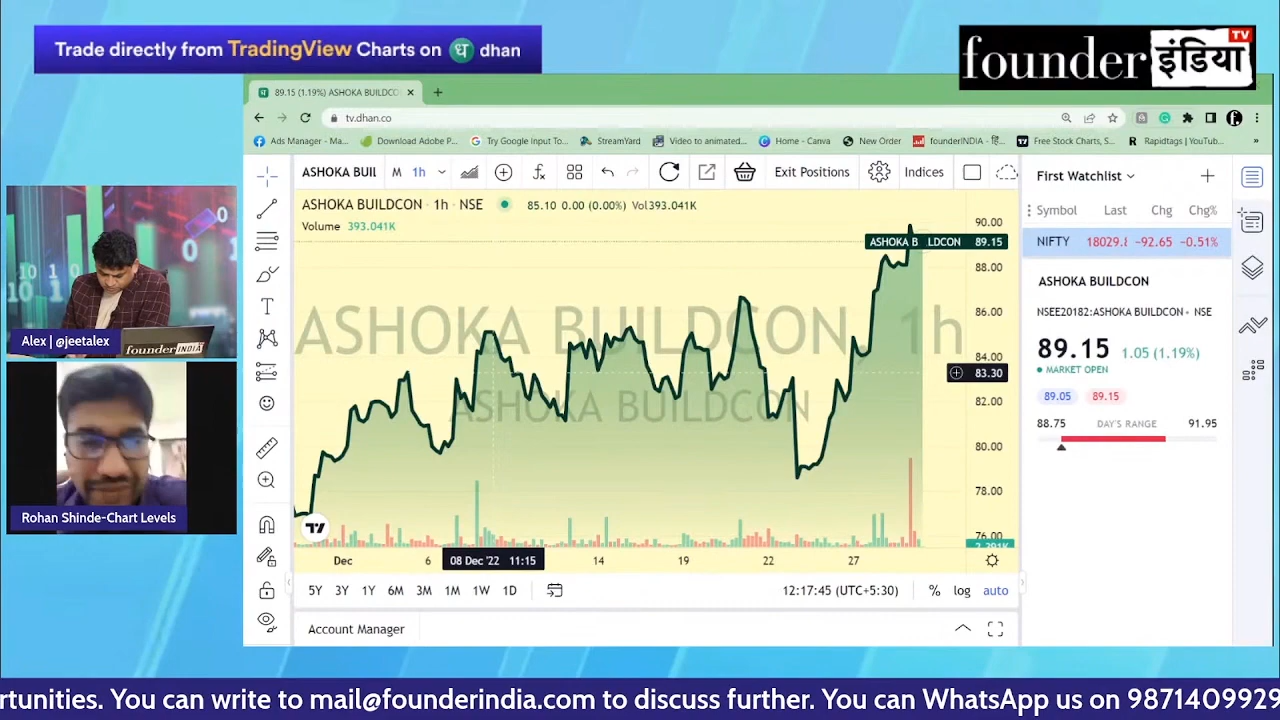 Trade directly from TradingView Charts on ध dhan
founder इंडिया TV
89.15 (1.19%) ASHOKA BUILDCO
tv.dhan.co
Ads Manager - Ma...
Download Adobe P...
Try Google Input To...
StreamYard
Video to animated...
Home - Canva
New Order
founderINDIA - हि...
Free Stock Charts, S...
Rapidtags | YouTub...
ASHOKA BUIL M 1h
Exit Positions
Indices
First Watchlist
ASHOKA BUILDCON · 1h · NSE 85.10 0.00 (0.00%) Vol393.041K
Volume 393.041K
Symbol Last Chg Chg%
NIFTY 18029.8 -92.65 -0.51%
ASHOKA BUILDCON
NSEE20182:ASHOKA BUILDCON • NSE
89.15 1.05 (1.19%)
MARKET OPEN
89.05 89.15
88.75 DAY'S RANGE 91.95
ASHOKA BUILDCON, 1h
ASHOKA BUILDCON
90.00
ASHOKA B LDCON 89.15
88.00
86.00
84.00
83.30
82.00
80.00
78.00
76.00
Dec 6 08 Dec '22 11:15 14 19 22 27
5Y 3Y 1Y 6M 3M 1M 1W 1D
12:17:45 (UTC+5:30) % log auto
Account Manager
Alex | @jeetalex
founder INDIA
Rohan Shinde-Chart Levels
rtunities. You can write to mail@founderindia.com to discuss further. You can WhatsApp us on 9871409929